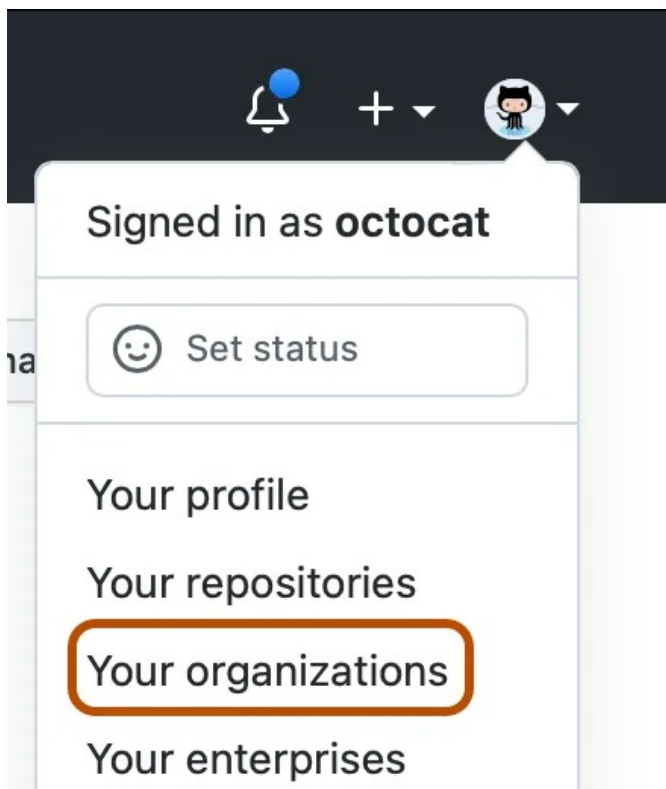 Signed in as octocat
Set status
Your profile
Your repositories
Your organizations
Your enterprises